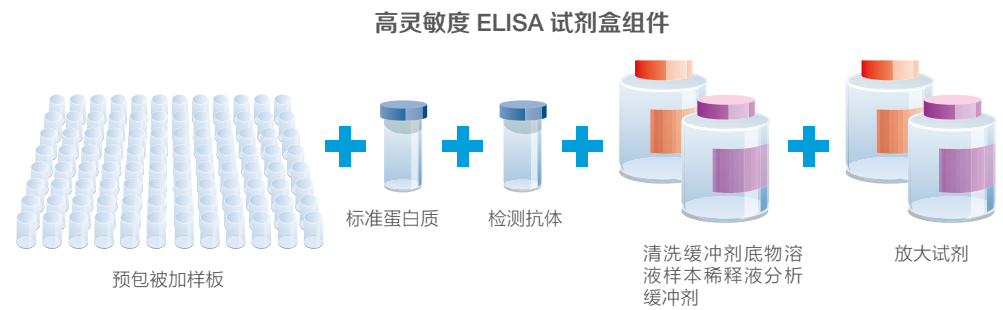 高灵敏度 ELISA 试剂盒组件
预包被加样板
标准蛋白质
检测抗体
清洗缓冲剂底物溶
液样本稀释液分析
缓冲剂
放大试剂